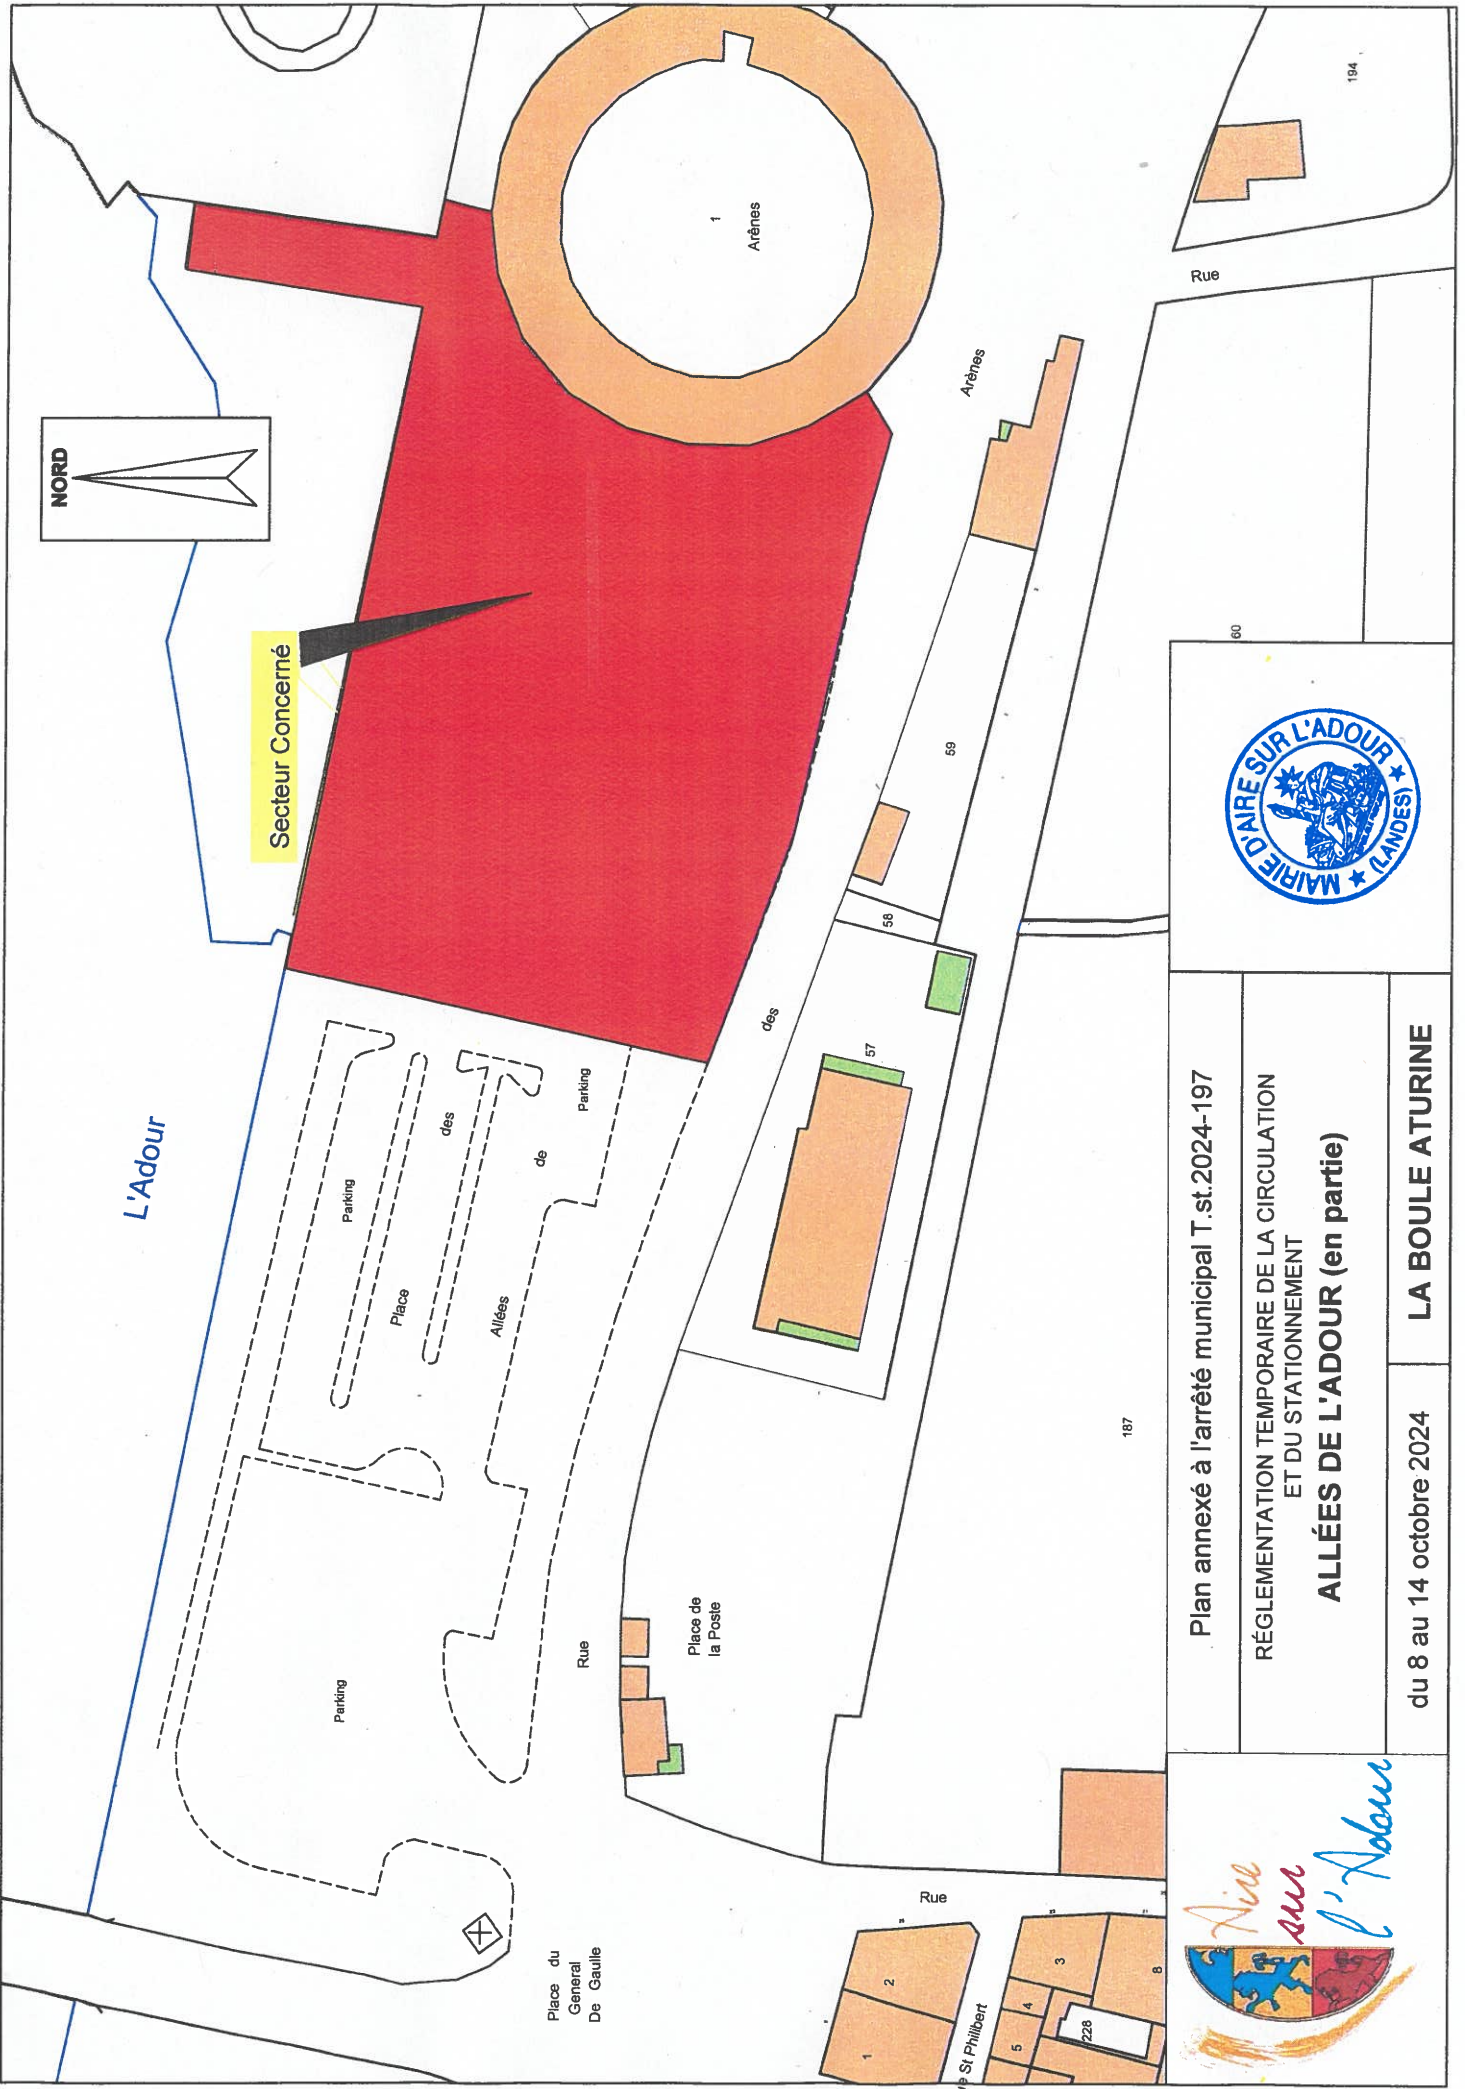 NORD
Secteur Concerné
L'Adour
1
Arènes
194
Rue
Arènes
60
59
58
57
des
Parking
des
de
Parking
Place
Allées
Parking
187
Rue
Place de
la Poste
Place du
General
De Gaulle
Rue
St Philibert
1
2
3
4
5
8
228
Plan annexé à l'arrêté municipal T.st.2024-197
RÉGLEMENTATION TEMPORAIRE DE LA CIRCULATION
ET DU STATIONNEMENT
ALLÉES DE L'ADOUR (en partie)
du 8 au 14 octobre 2024
LA BOULE ATURINE
MAIRIE D'AIRE SUR L'ADOUR
(LANDES)
Aire
sur
l'Adour